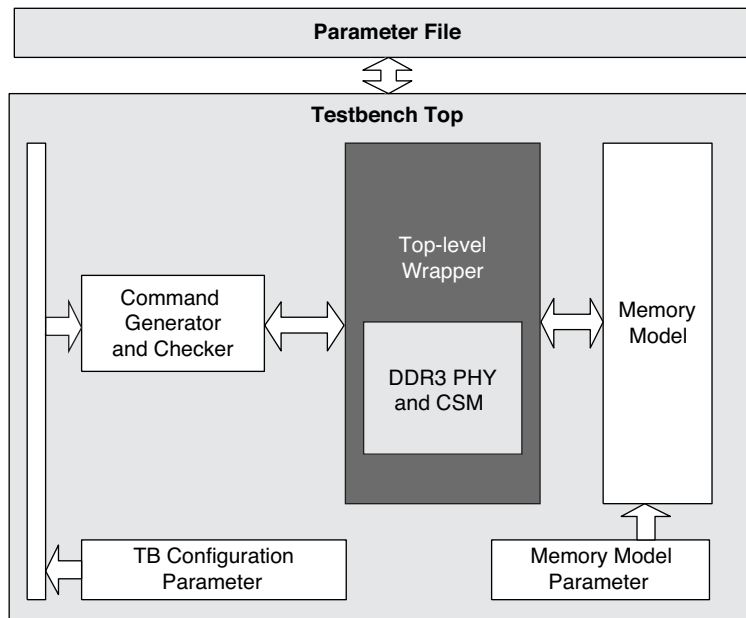 Parameter File
Testbench Top
Top-level
Wrapper
Command
Generator
and Checker
Memory
Model
DDR3 PHY
and CSM
TB Configuration
Parameter
Memory Model
Parameter